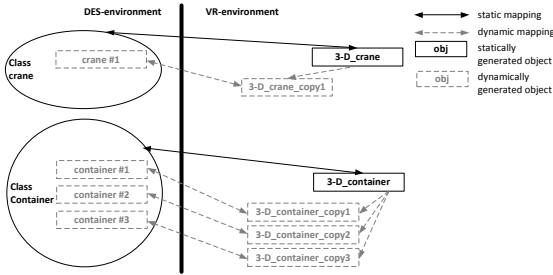 DES-environment
VR-environment
static mapping
dynamic mapping
obj
statically
generated object
obj
dynamically
generated object
Class
crane
crane #1
3-D_crane
3-D_crane_copy1
Class
Container
container #1
container #2
container #3
3-D_container
3-D_container_copy1
3-D_container_copy2
3-D_container_copy3